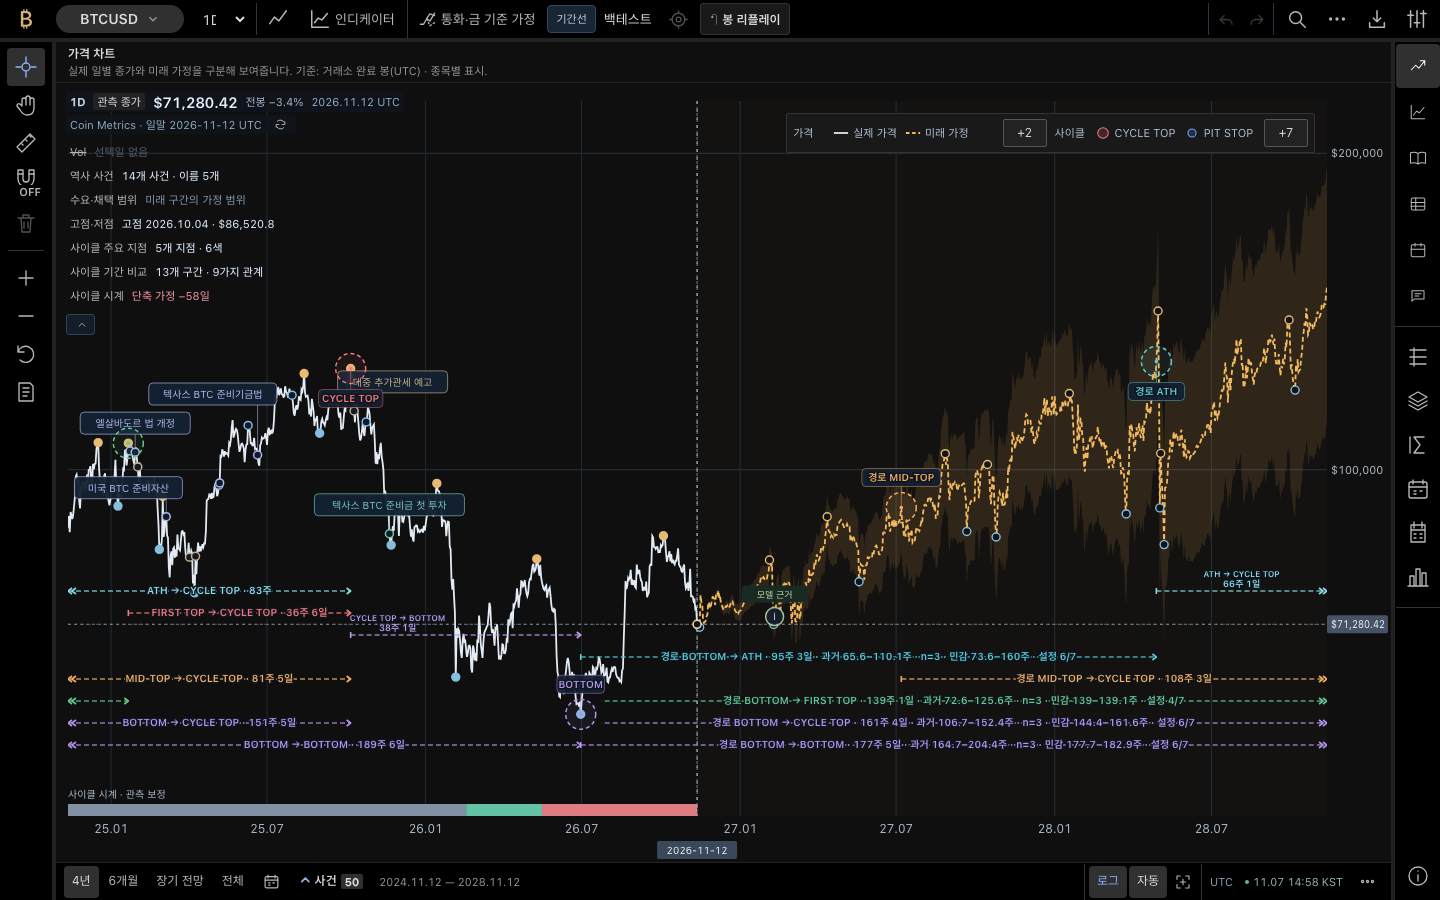 BTCUSD
인디케이터
통화·금 기준 가정
기간선
백테스트
봉 리플레이
가격 차트
실제 일별 종가와 미래 가정을 구분해 보여줍니다. 기준: 거래소 완료 봉(UTC) · 종목별 표시.
1D 관측 종가 $71,280.42 전봉 −3.4% 2026.11.12 UTC
Coin Metrics · 일말 2026-11-12 UTC
가격 실제 가격 미래 가정 +2 사이클 CYCLE TOP PIT STOP +7
Vol 선택일 없음
$200,000
역사 사건 14개 사건 · 이름 5개
OFF
수요·채택 범위 미래 구간의 가정 범위
고점·저점 고점 2026.10.04 · $86,520.8
사이클 주요 지점 5개 지점 · 6색
사이클 기간 비교 13개 구간 · 9가지 관계
사이클 시계 단축 가정 −58일
대중 추가관세 예고
텍사스 BTC 준비기금법
CYCLE TOP
경로 ATH
엘살바도르 법 개정
$100,000
경로 MID-TOP
미국 BTC 준비자산
텍사스 BTC 준비금 첫 투자
ATH → CYCLE TOP
66주 1일
ATH → CYCLE TOP · 83주
모델 근거
FIRST TOP → CYCLE TOP · 36주 6일
CYCLE TOP → BOTTOM
38주 1일
$71,280.42
경로 BOTTOM → ATH · 95주 3일 · 과거 65.6–110.1주 · n=3 · 민감 73.6–160주 · 설정 6/7
MID-TOP → CYCLE TOP · 81주 5일
BOTTOM
경로 MID-TOP → CYCLE TOP · 108주 3일
경로 BOTTOM → FIRST TOP · 139주 1일 · 과거 72.6–125.6주 · n=3 · 민감 139–139.1주 · 설정 4/7
BOTTOM → CYCLE TOP · 151주 5일
경로 BOTTOM → CYCLE TOP · 161주 4일 · 과거 106.7–152.4주 · n=3 · 민감 144.4–161.6주 · 설정 6/7
BOTTOM → BOTTOM · 189주 6일
경로 BOTTOM → BOTTOM · 177주 5일 · 과거 164.7–204.4주 · n=3 · 민감 177.7–182.9주 · 설정 6/7
사이클 시계 · 관측 보정
25.01 25.07 26.01 26.07 27.01 27.07 28.01 28.07
2026-11-12
4년 6개월 장기 전망 전체 사건 50 2024.11.12 — 2028.11.12
로그 자동 UTC 11.07 14:58 KST